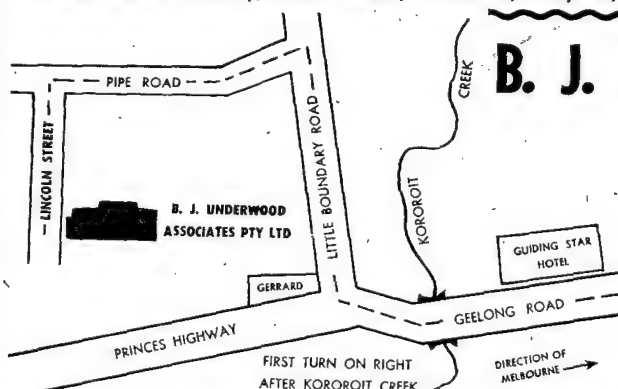 B. J.
PIPE ROAD
LINCOLN STREET
B. J. UNDERWOOD
ASSOCIATES PTY LTD
LITTLE BOUNDARY ROAD
KOROROIT
CREEK
GUIDING STAR
HOTEL
GERRARD
PRINCES HIGHWAY
GEELONG ROAD
FIRST TURN ON RIGHT
AFTER KOROROIT CREEK
DIRECTION OF
MELBOURNE